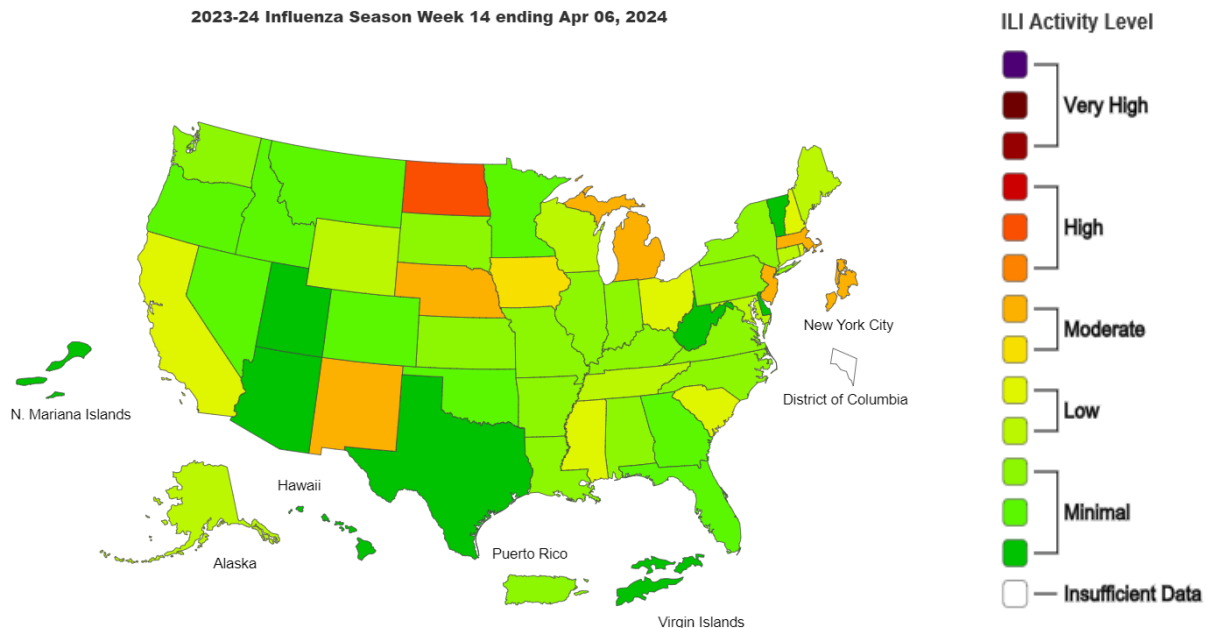 2023-24 Influenza Season Week 14 ending Apr 06, 2024
ILI Activity Level
Very High
High
Moderate
Low
Minimal
Insufficient Data
New York City
District of Columbia
N. Mariana Islands
Hawaii
Alaska
Puerto Rico
Virgin Islands